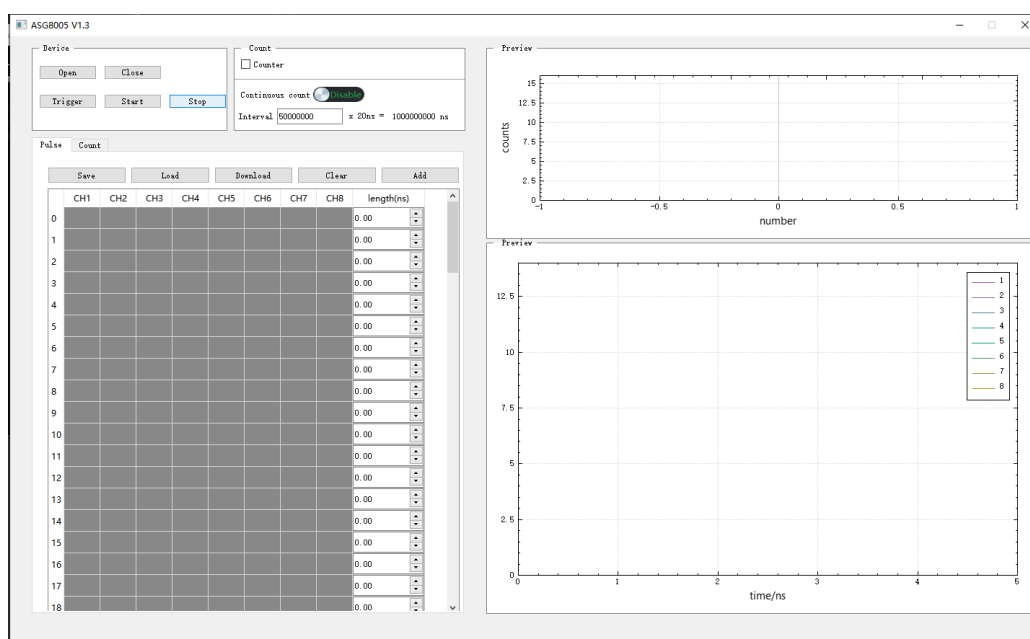 ASG8005 V1.3
Device
Open Close
Trigger Start Stop
Count
Counter
Continuous count Disable
Interval 50000000 x 20ns = 1000000000 ns
Pulse Count
Save Load Download Clear Add
CH1 CH2 CH3 CH4 CH5 CH6 CH7 CH8 length(ns)
0 0.00
1 0.00
2 0.00
3 0.00
4 0.00
5 0.00
6 0.00
7 0.00
8 0.00
9 0.00
10 0.00
11 0.00
12 0.00
13 0.00
14 0.00
15 0.00
16 0.00
17 0.00
18 0.00
Preview
counts
15
12.5
10
7.5
5
2.5
0
-1 -0.5 0 0.5 1
number
Preview
12.5
10
7.5
5
2.5
0
0 1 2 3 4 5
time/ns
1
2
3
4
5
6
7
8